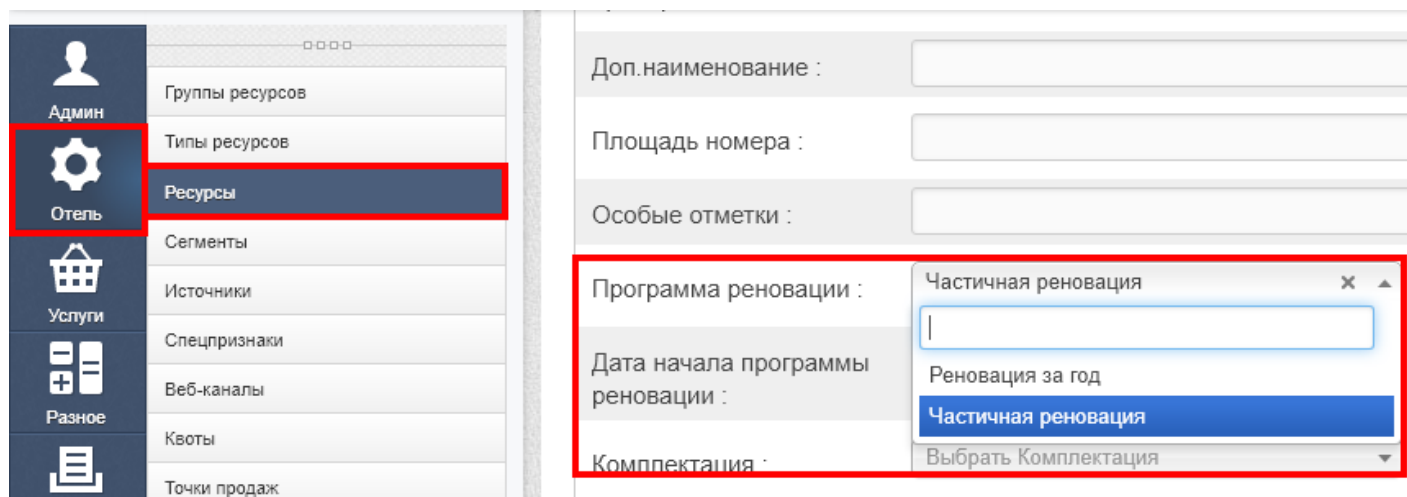 Админ
Отель
Услуги
Разное
Группы ресурсов
Типы ресурсов
Ресурсы
Сегменты
Источники
Спецпризнаки
Веб-каналы
Квоты
Точки продаж
Доп.наименование :
Площадь номера :
Особые отметки :
Программа реновации :
Частичная реновация
Реновация за год
Частичная реновация
Дата начала программы
реновации :
Комплектация :
Выбрать Комплектация